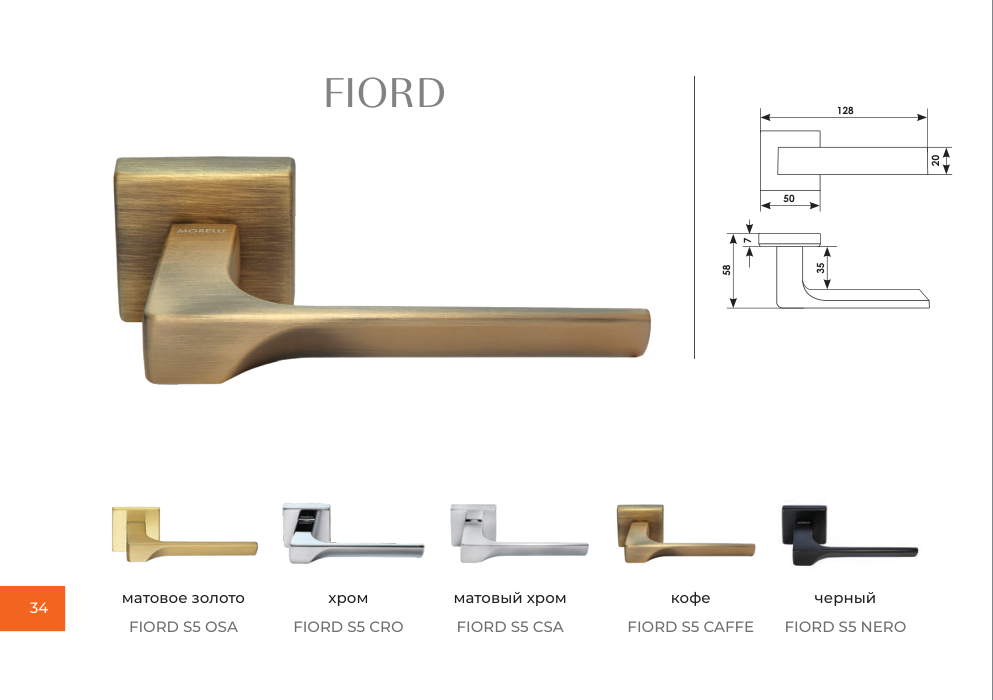 FIORD
MORELLI
128
20
50
7
58
35
матовое золото
FIORD S5 OSA
хром
FIORD S5 CRO
матовый хром
FIORD S5 CSA
кофе
FIORD S5 CAFFE
черный
FIORD S5 NERO
34